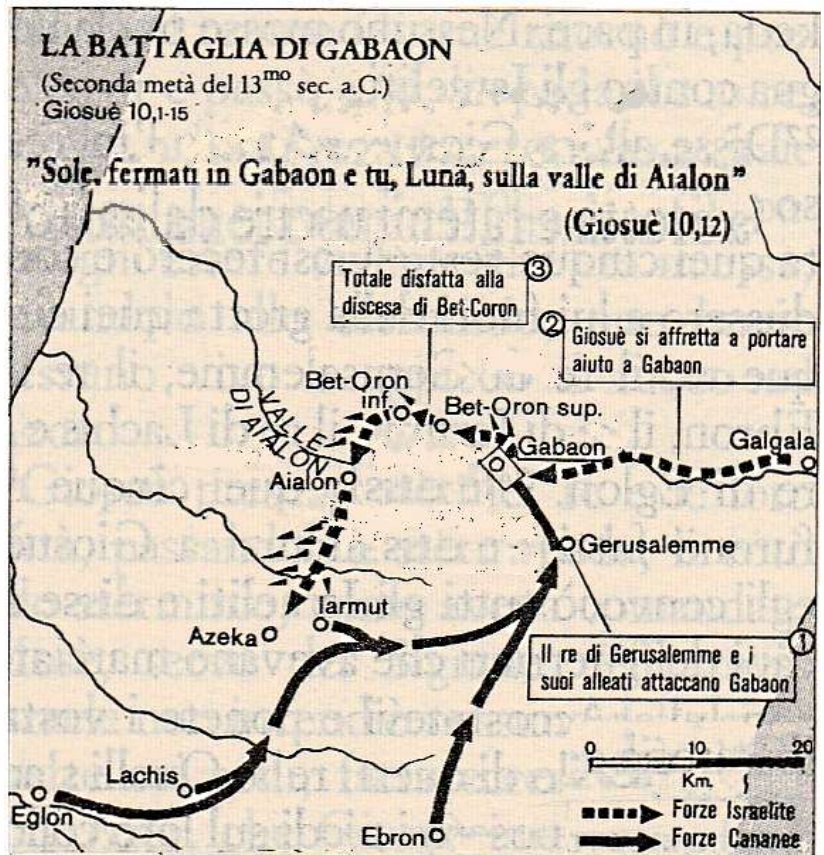 LA BATTAGLIA DI GABAON
(Seconda metà del 13mo sec. a.C.)
Giosuè 10,1-15
"Sole, fermati in Gabaon e tu, Luna, sulla valle di Aialon"
(Giosuè 10,12)
3
Totale disfatta alla
discesa di Bet-Coron
2
Giosuè si affretta a portare
aiuto a Gabaon
Bet-Oron
inf.
Bet-Oron sup.
VALLE
DI AIALON
Gabaon
Galgala
Aialon
Gerusalemme
Iarmut
Azeka
1
Il re di Gerusalemme e i
suoi alleati attaccano Gabaon
Lachis
Eglon
Ebron
0 10 20
Km.
Forze Israelite
Forze Cananee